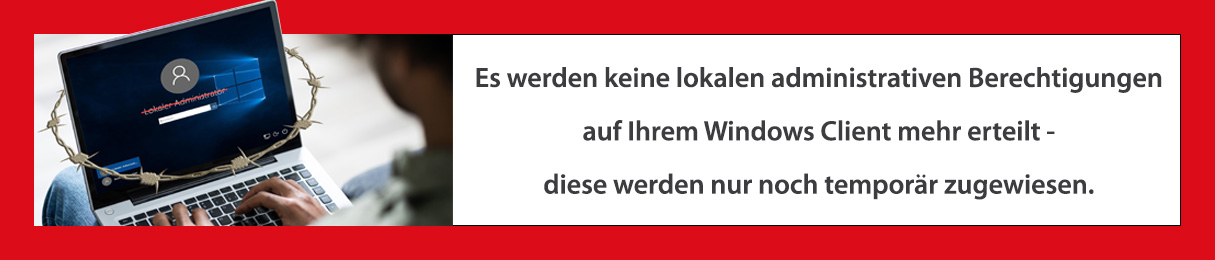 Lokaler Administrator
Es werden keine lokalen administrativen Berechtigungen
auf Ihrem Windows Client mehr erteilt -
diese werden nur noch temporär zugewiesen.